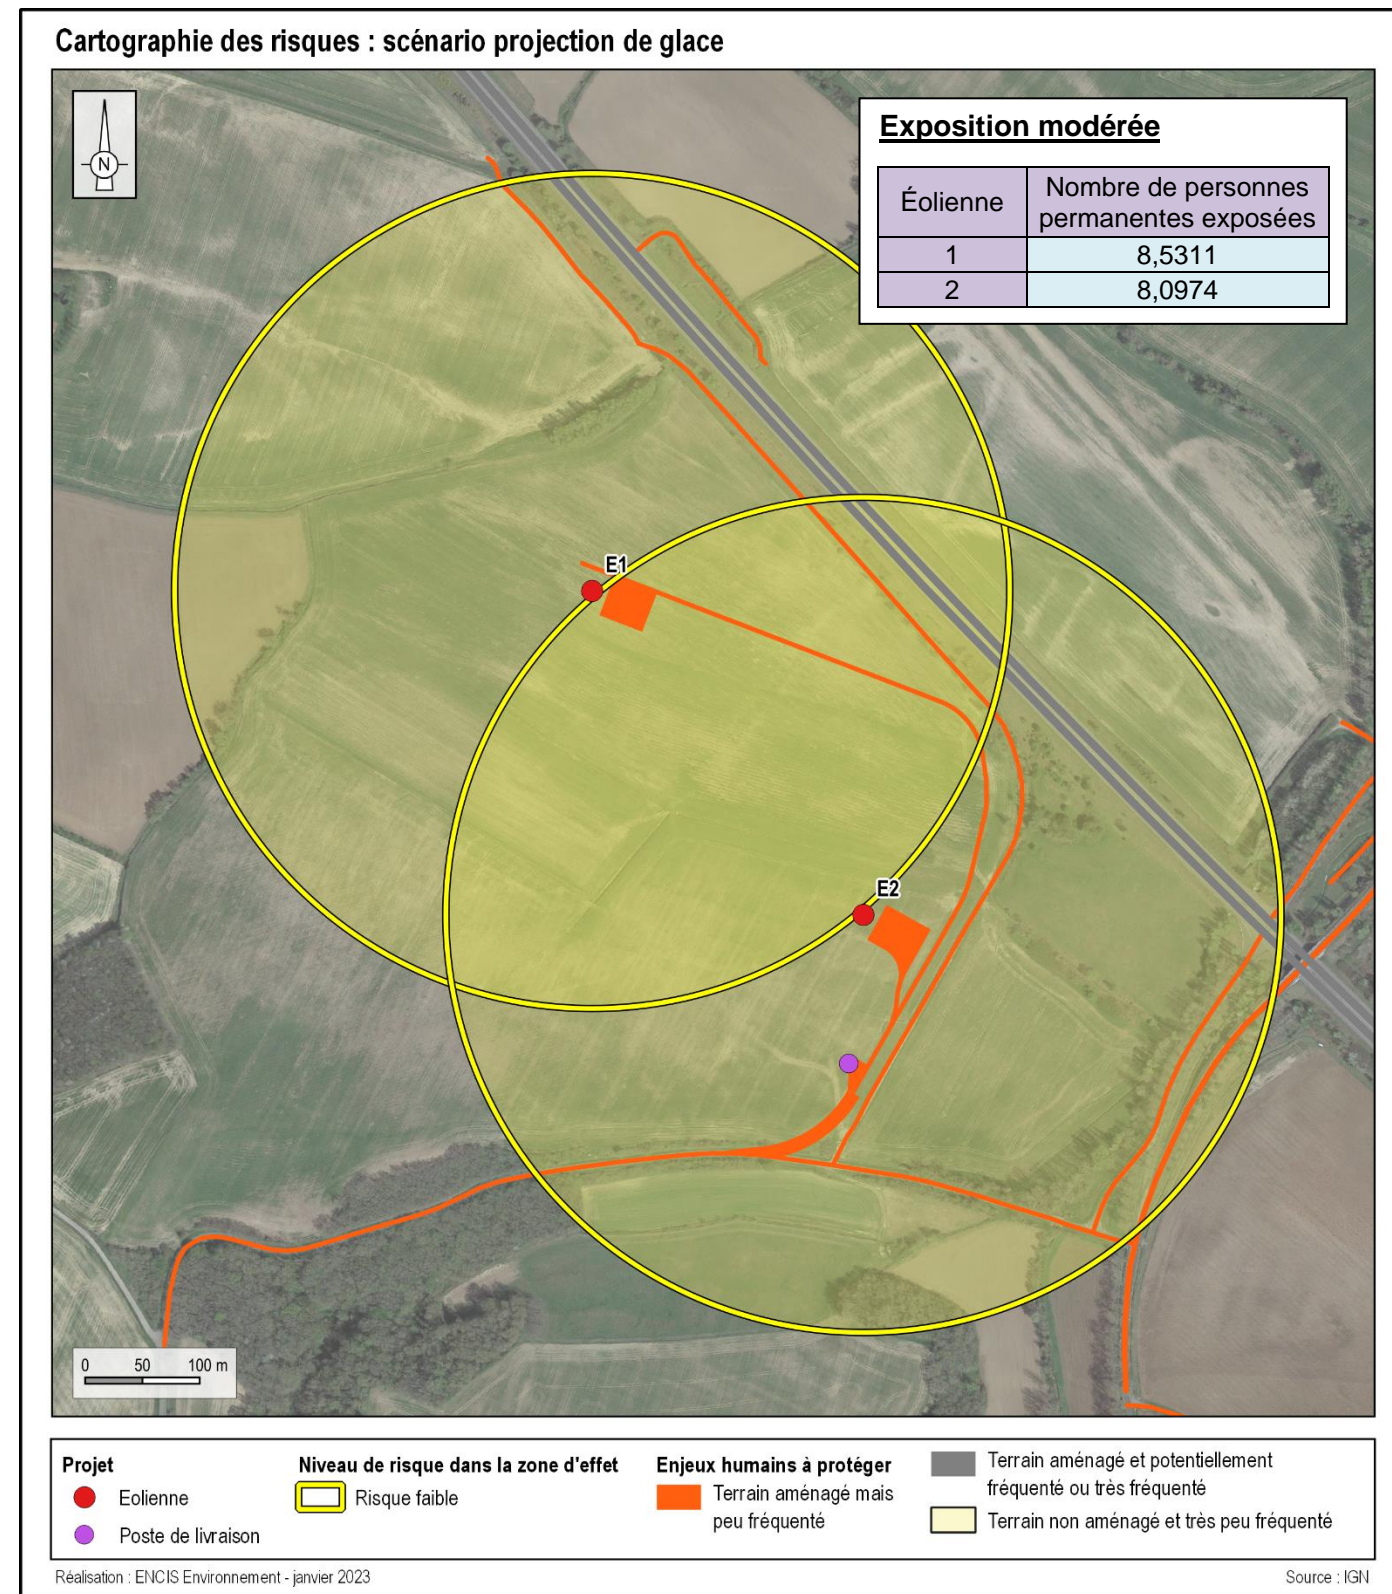 Cartographie des risques : scénario projection de glace
N
Exposition modérée
Éolienne
Nombre de personnes
permanentes exposées
1
8,5311
2
8,0974
E1
E2
0 50 100 m
Projet
Eolienne
Poste de livraison
Niveau de risque dans la zone d'effet
Risque faible
Enjeux humains à protéger
Terrain aménagé mais
peu fréquenté
Terrain aménagé et potentiellement
fréquenté ou très fréquenté
Terrain non aménagé et très peu fréquenté
Réalisation : ENCIS Environnement - janvier 2023
Source : IGN